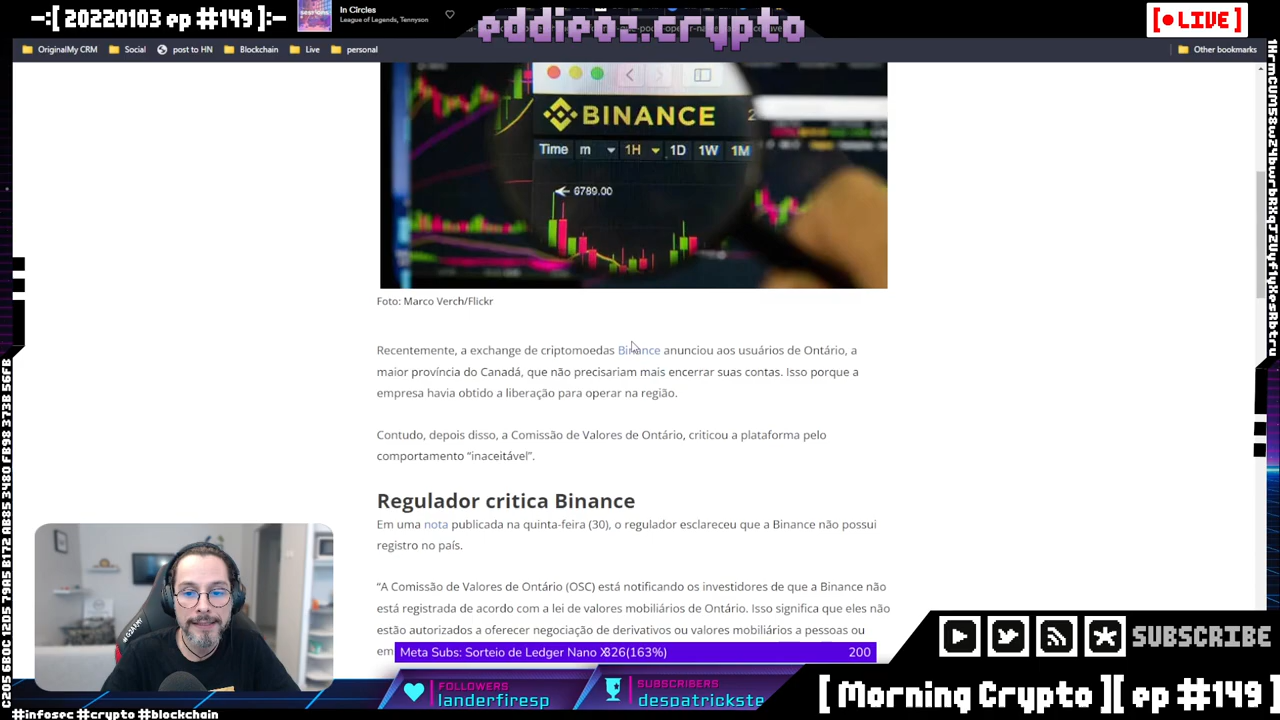 -:[ 20220103 ep #149 ]:-
In Circles
League of Legends, Tennyson
eddieoz.crypto
[● LIVE]
OriginalMy CRM
Social
post to HN
Blockchain
Live
personal
Other bookmarks
BINANCE
Time
m
1H
1D
1W
1M
6789.00
Foto: Marco Verch/Flickr
Recentemente, a exchange de criptomoedas Binance anunciou aos usuários de Ontário, a
maior província do Canadá, que não precisariam mais encerrar suas contas. Isso porque a
empresa havia obtido a liberação para operar na região.
Contudo, depois disso, a Comissão de Valores de Ontário, criticou a plataforma pelo
comportamento “inaceitável”.
Regulador critica Binance
Em uma nota publicada na quinta-feira (30), o regulador esclareceu que a Binance não possui
registro no país.
“A Comissão de Valores de Ontário (OSC) está notificando os investidores de que a Binance não
está registrada de acordo com a lei de valores mobiliários de Ontário. Isso significa que eles não
estão autorizados a oferecer negociação de derivativos ou valores mobiliários a pessoas ou
Meta Subs: Sorteio de Ledger Nano X
326(163%)
200
FOLLOWERS
landerfiresp
SUBSCRIBERS
despatrickste
SUBSCRIBE
[ Morning Crypto ][ ep #149 ]
#infosec #crypto #blockchain